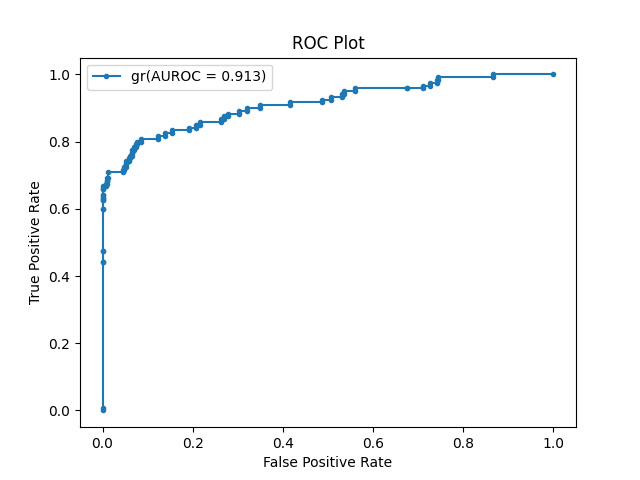 ROC Plot
gr(AUROC = 0.913)
1.0
0.8
0.6
0.4
0.2
0.0
True Positive Rate
0.0 0.2 0.4 0.6 0.8 1.0
False Positive Rate